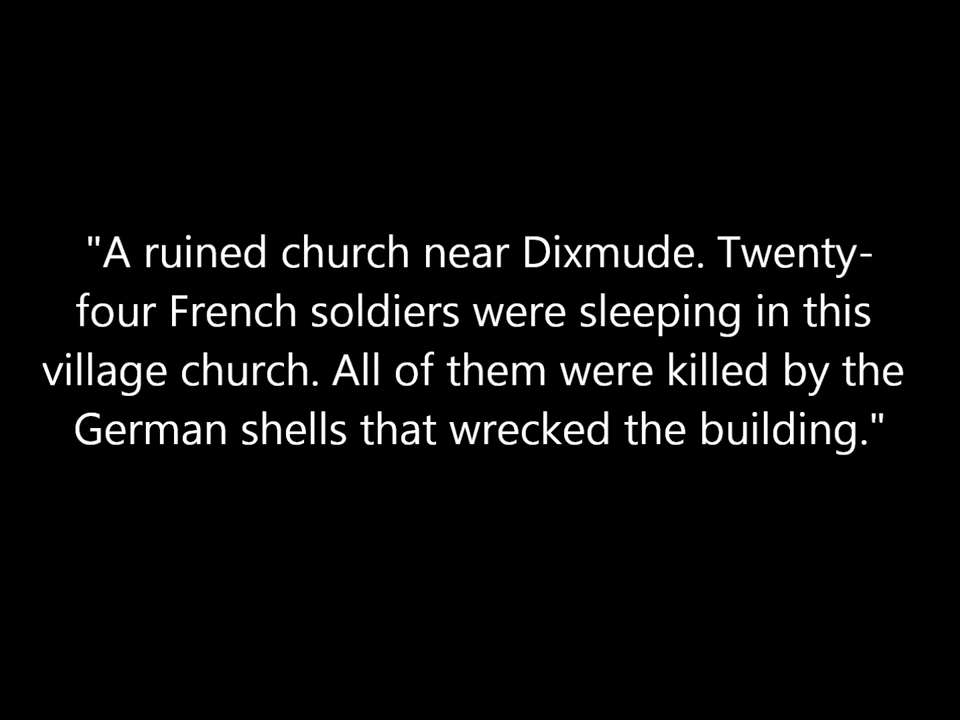 "A ruined church near Dixmude. Twenty-
four French soldiers were sleeping in this
village church. All of them were killed by the
German shells that wrecked the building."